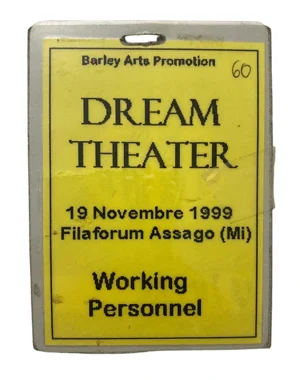 Barley Arts Promotion
60
DREAM
THEATER
19 Novembre 1999
Filaforum Assago (Mi)
Working
Personnel